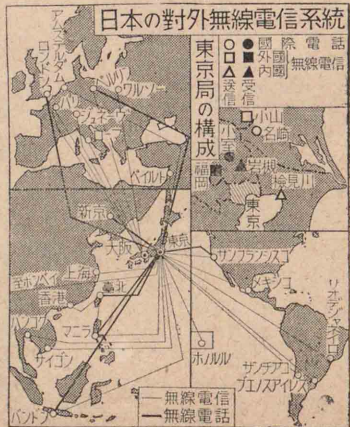 日本の對外無線電信系統
アムステルダム
ロンドン
ベルリン
ワルソー
パリ
ジュネーヴ
ローマ
ベイルート
東京局の構成
●國際電話
■外國
▲內國
無線電信
○□△送信
●■▲受信
小山
名崎
小室
福岡
岩槻
檢見川
東京
新京
大阪
東京
上海
ボンベイ
香港
臺北
バンコク
マニラ
サイゴン
バンドン
サンフランシスコ
メキシコ
リオデジャネイロ
ホノルル
サンチアゴ
ブエノスアイレス
無線電信
無線電話